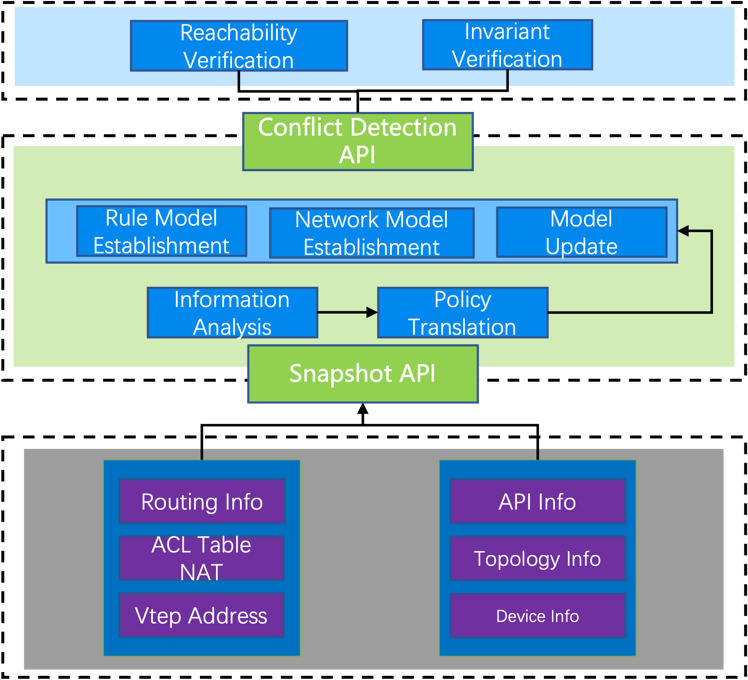 Reachability
Verification
Invariant
Verification
Conflict Detection
API
Rule Model
Establishment
Network Model
Establishment
Model
Update
Information
Analysis
Policy
Translation
Snapshot API
Routing Info
ACL Table
NAT
Vtep Address
API Info
Topology Info
Device Info